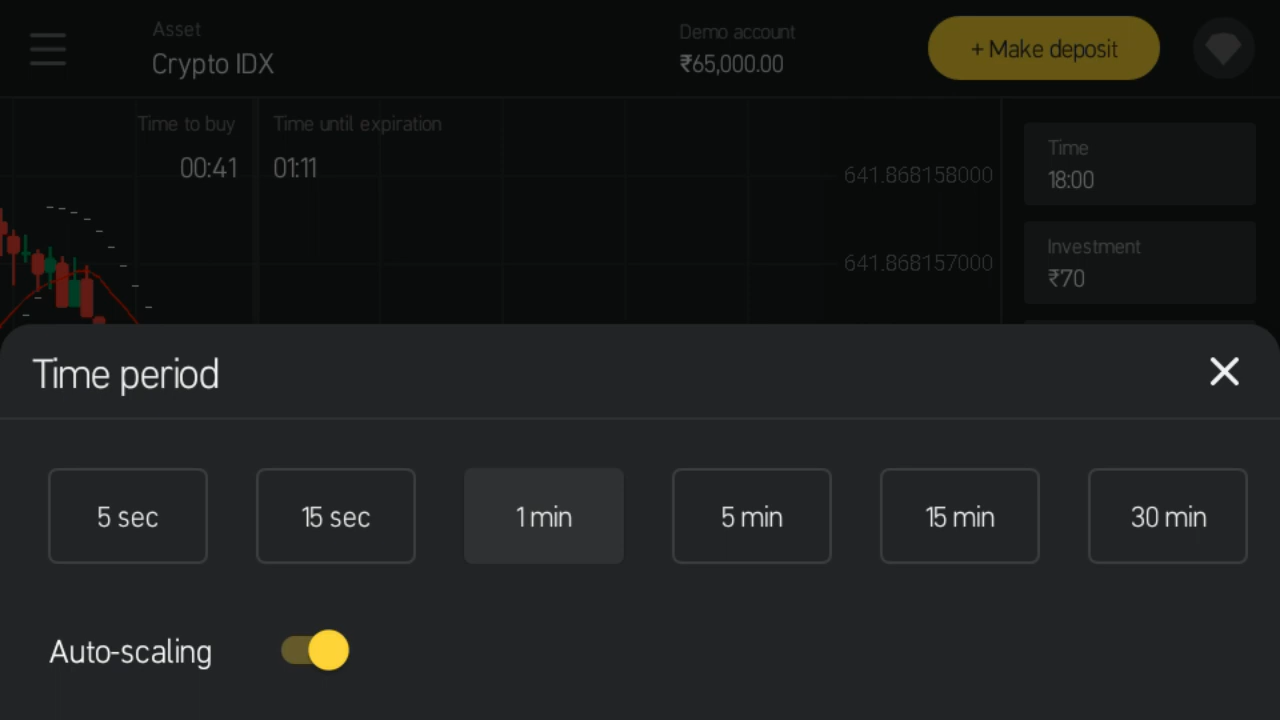 Asset
Crypto IDX
Demo account
₹65,000.00
+ Make deposit
Time to buy
00:41
Time until expiration
01:11
641.868158000
641.868157000
Time
18:00
Investment
₹70
Time period
5 sec
15 sec
1 min
5 min
15 min
30 min
Auto-scaling